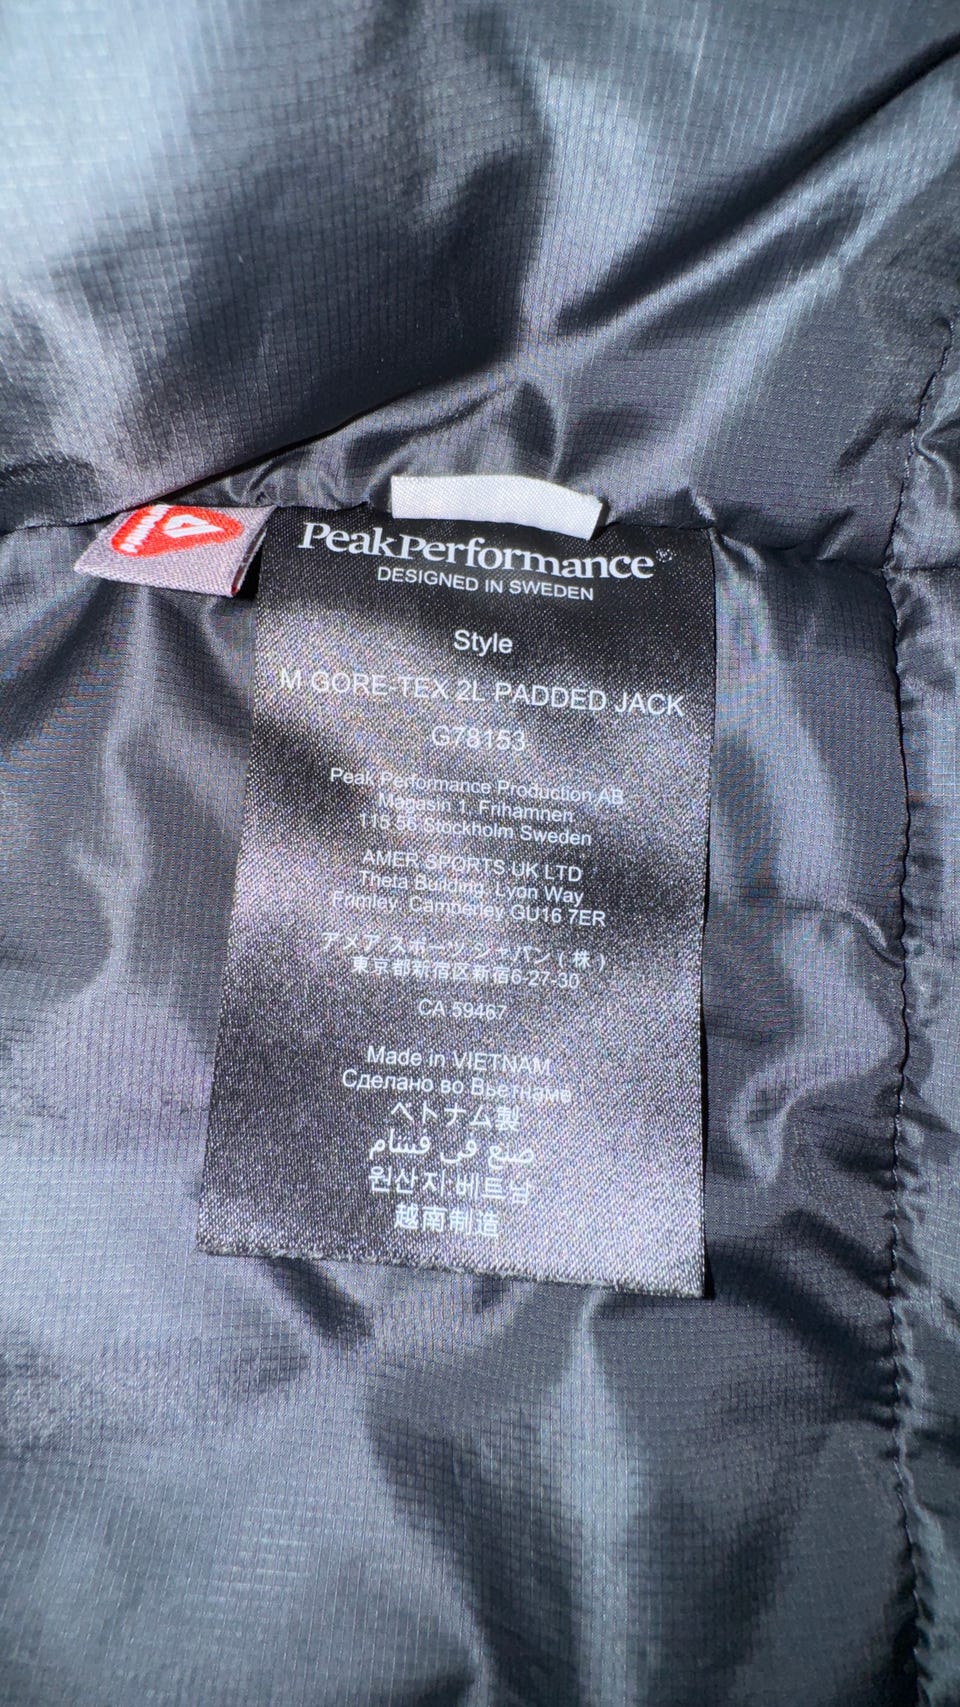 PeakPerformance®
DESIGNED IN SWEDEN
Style
M GORE-TEX 2L PADDED JACK
G78153
Peak Performance Production AB
Magasin 1, Frihamnen
115 56 Stockholm Sweden
AMER SPORTS UK LTD
Theta Building, Lyon Way
Frimley, Camperley GU16 7ER
アメア スポーツ ジャパン ( 株 )
東京都新宿区新宿6-27-30
CA 59467
Made in VIETNAM
Сделано во Вьетнаме
ベトナム製
صنع في فتنام
원산지:베트남
越南制造